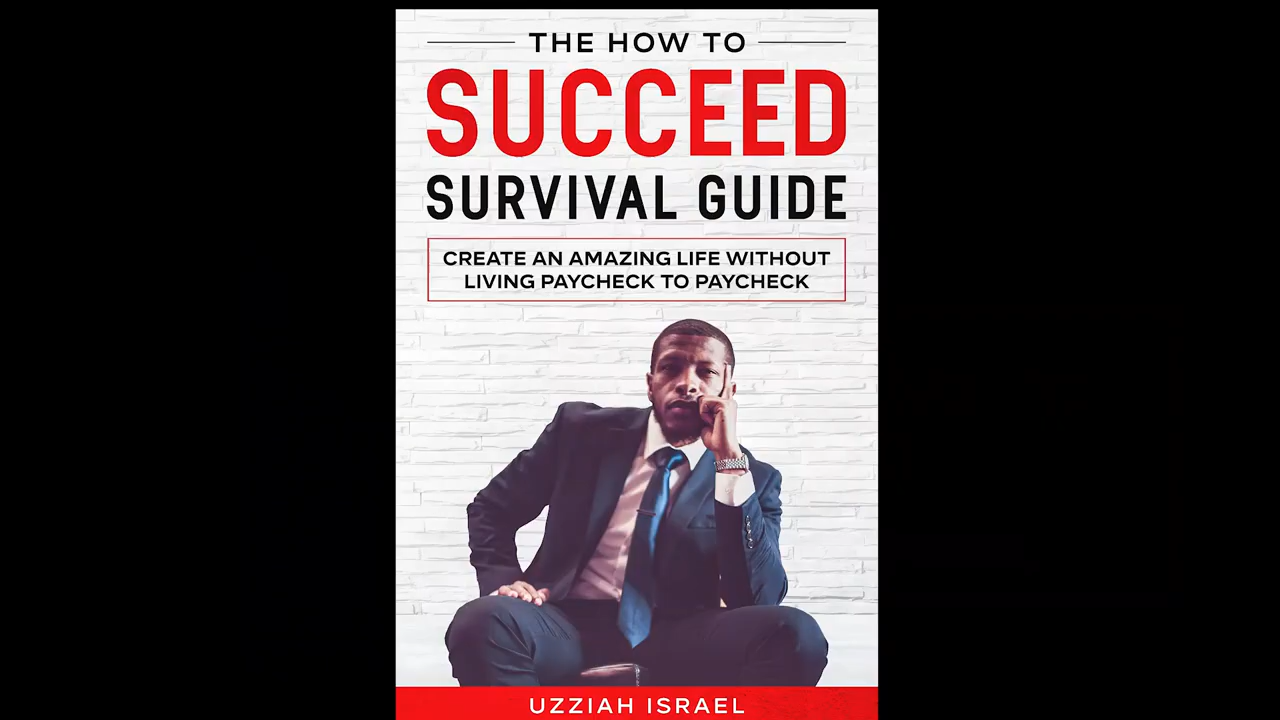 THE HOW TO
SUCCEED
SURVIVAL GUIDE
CREATE AN AMAZING LIFE WITHOUT
LIVING PAYCHECK TO PAYCHECK
UZZIAH ISRAEL